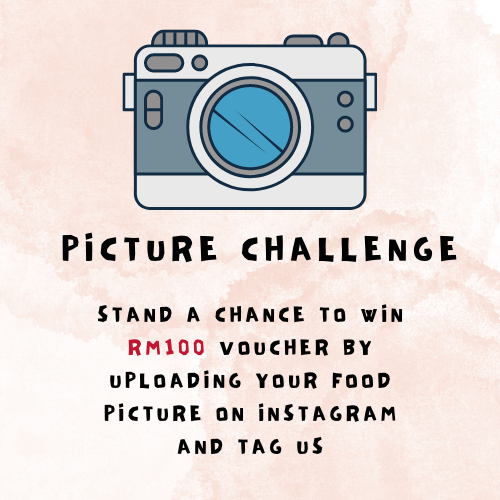 PiCTURE CHALLENGE
STAND A CHANCE TO WiN
RM100 VOUCHER BY
UPLOADiNG YOUR FOOD
PiCTURE ON iNSTAGRAM
AND TAG US